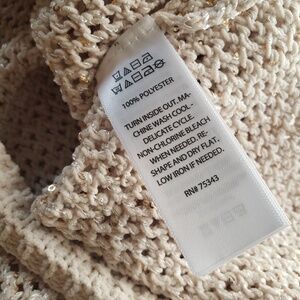 100% POLYESTER
TURN INSIDE OUT. MA-
CHINE WASH COOL -
DELICATE CYCLE.
NON-CHLORINE BLEACH
WHEN NEEDED. RE-
SHAPE AND DRY FLAT.
LOW IRON IF NEEDED.
RN# 75343